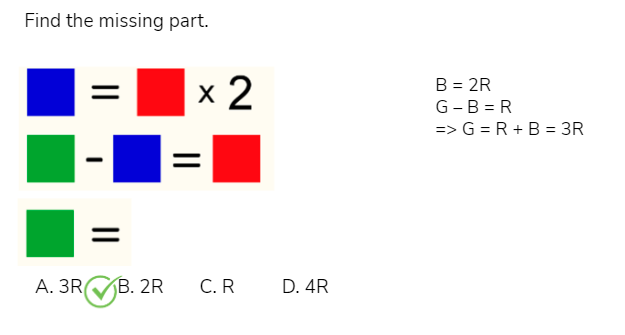 Find the missing part.
= x 2
- =
=
B = 2R
G – B = R
=> G = R + B = 3R
A. 3R B. 2R C. R D. 4R